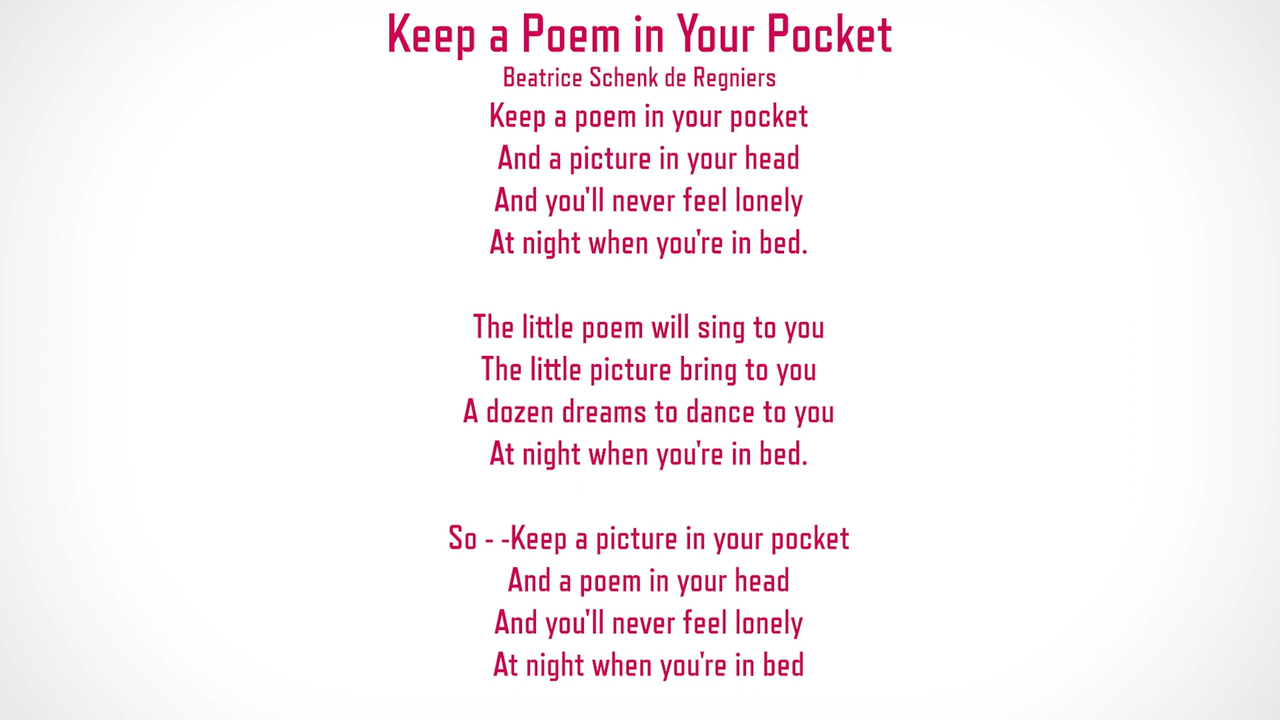 Keep a Poem in Your Pocket
Beatrice Schenk de Regniers
Keep a poem in your pocket
And a picture in your head
And you'll never feel lonely
At night when you're in bed.
The little poem will sing to you
The little picture bring to you
A dozen dreams to dance to you
At night when you're in bed.
So - -Keep a picture in your pocket
And a poem in your head
And you'll never feel lonely
At night when you're in bed